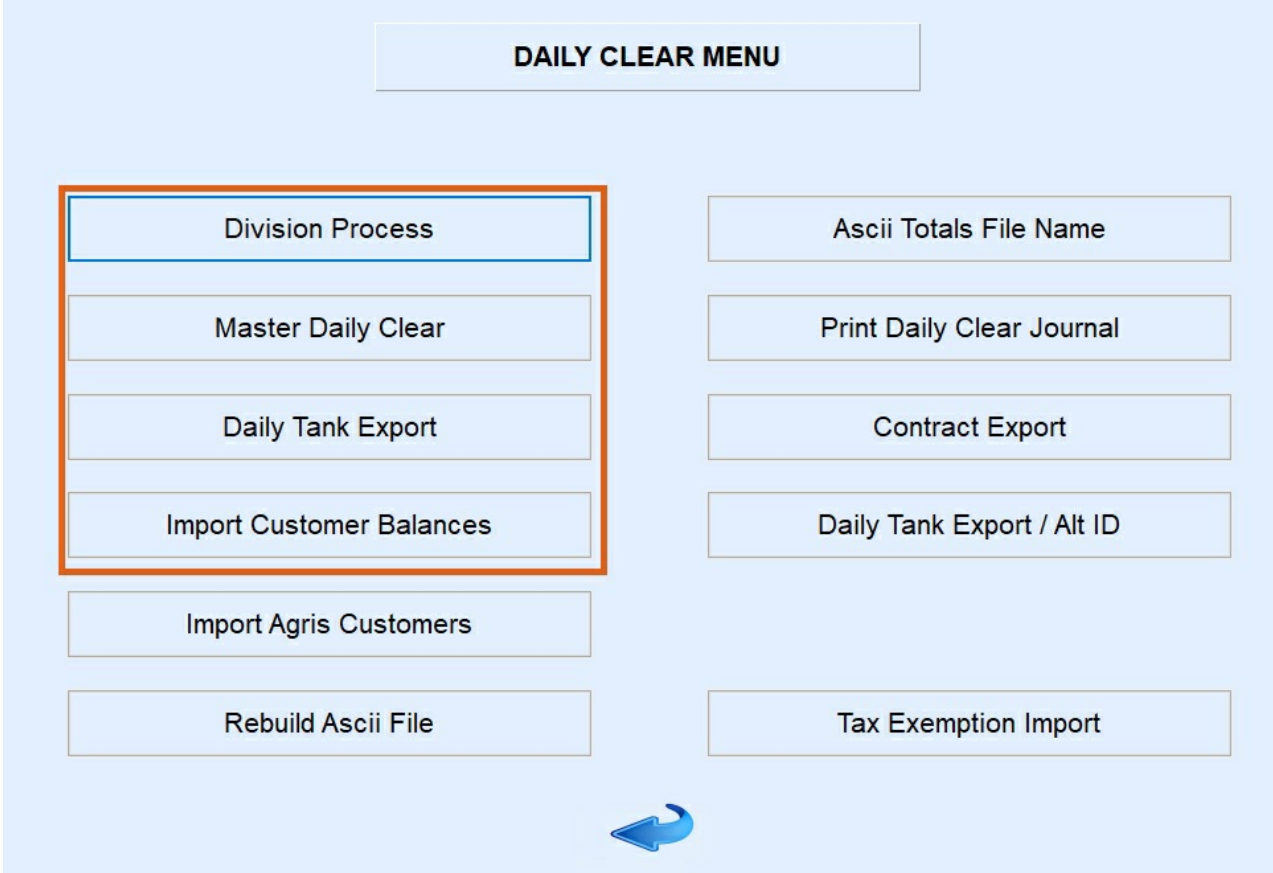 DAILY CLEAR MENU
Division Process
Master Daily Clear
Daily Tank Export
Import Customer Balances
Import Agris Customers
Rebuild Ascii File
Ascii Totals File Name
Print Daily Clear Journal
Contract Export
Daily Tank Export / Alt ID
Tax Exemption Import